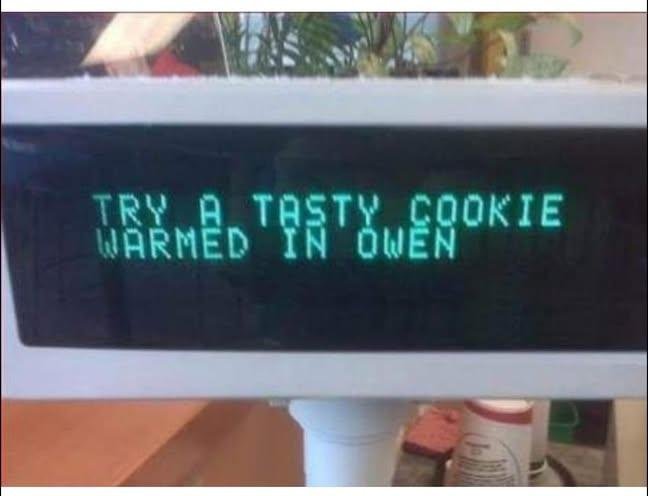 TRY A TASTY COOKIE
WARMED IN OWEN